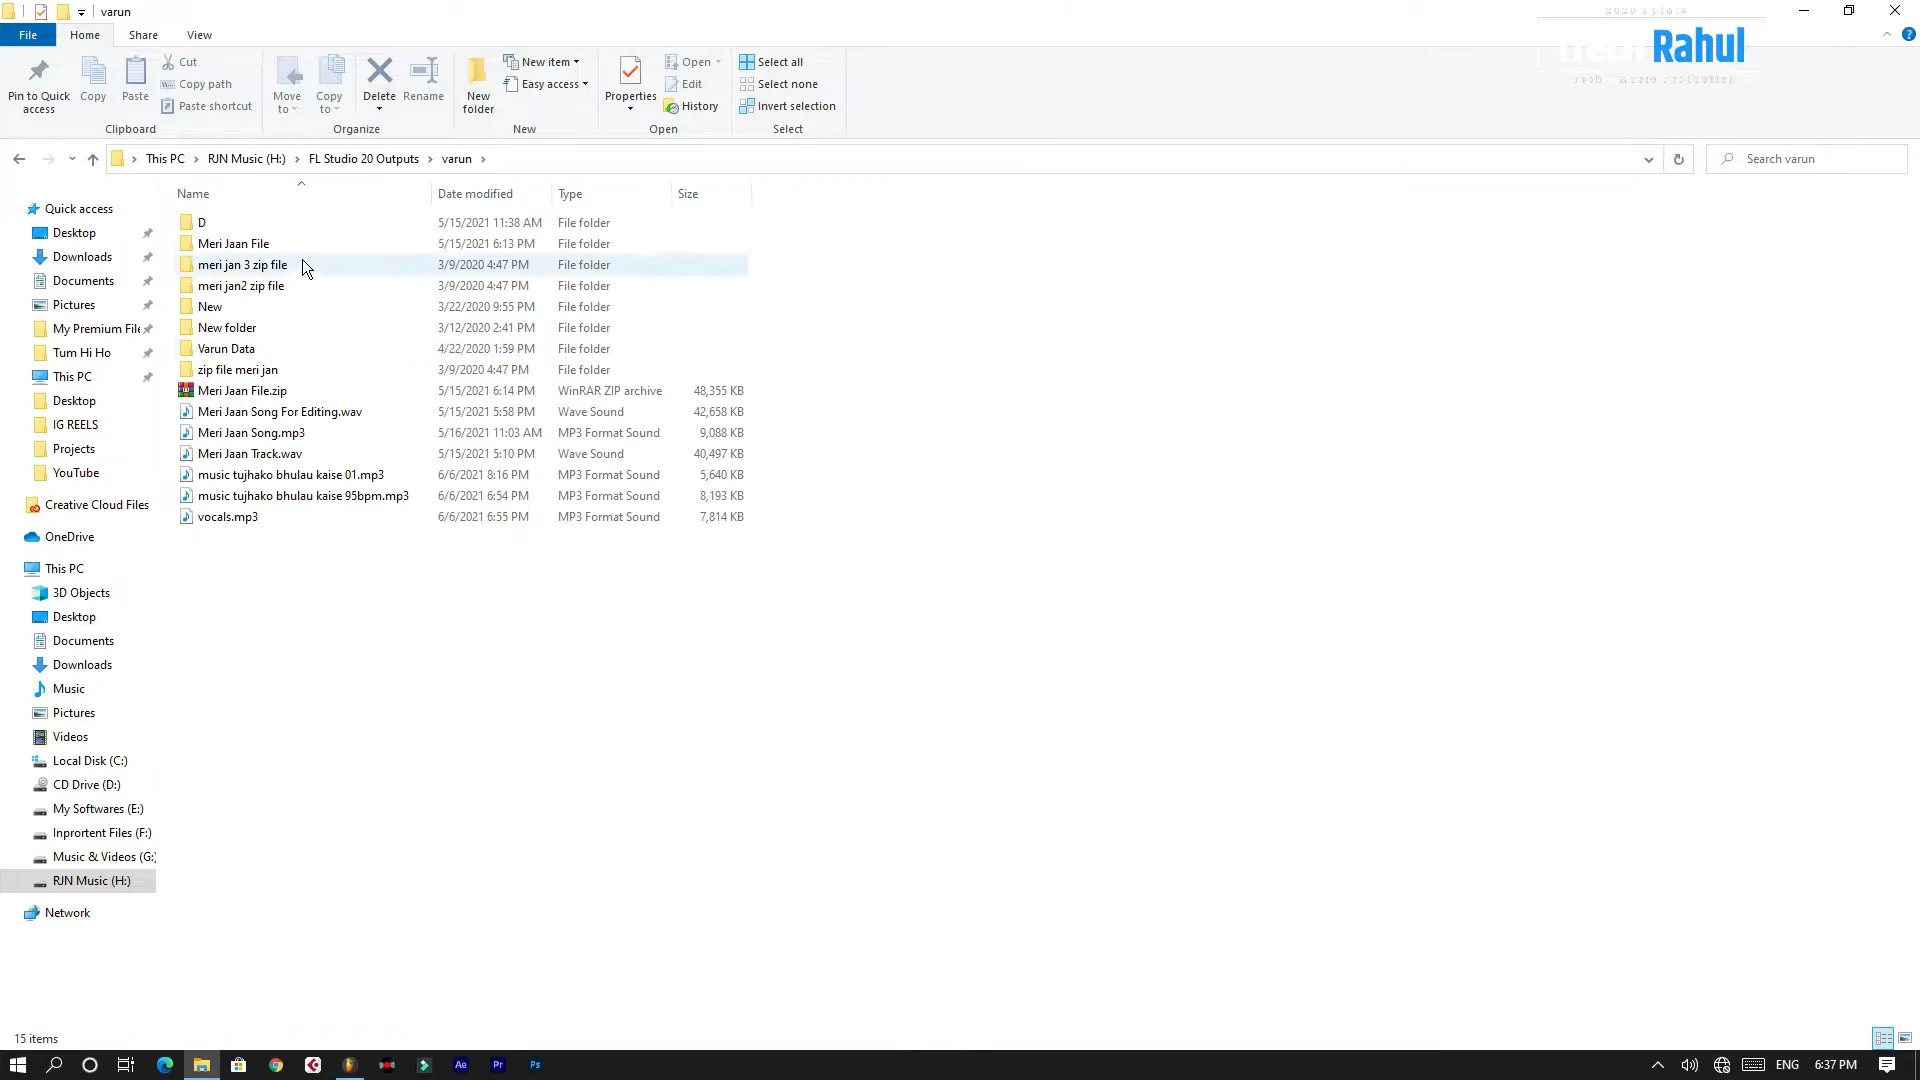 varun
File
Home
Share
View
Rahul
Pin to Quick access
Copy
Paste
Cut
Copy path
Paste shortcut
Move to
Copy to
Delete
Rename
New folder
New item
Easy access
Properties
Open
Edit
History
Select all
Select none
Invert selection
Clipboard
Organize
New
Open
Select
This PC
RJN Music (H:)
FL Studio 20 Outputs
varun
Search varun
Name Date modified Type Size
D 5/15/2021 11:38 AM File folder
Meri Jaan File 5/15/2021 6:13 PM File folder
meri jan 3 zip file 3/9/2020 4:47 PM File folder
meri jan2 zip file 3/9/2020 4:47 PM File folder
New 3/22/2020 9:55 PM File folder
New folder 3/12/2020 2:41 PM File folder
Varun Data 4/22/2020 1:59 PM File folder
zip file meri jan 3/9/2020 4:47 PM File folder
Meri Jaan File.zip 5/15/2021 6:14 PM WinRAR ZIP archive 48,355 KB
Meri Jaan Song For Editing.wav 5/15/2021 5:58 PM Wave Sound 42,658 KB
Meri Jaan Song.mp3 5/16/2021 11:03 AM MP3 Format Sound 9,088 KB
Meri Jaan Track.wav 5/15/2021 5:10 PM Wave Sound 40,497 KB
music tujhako bhulau kaise 01.mp3 6/6/2021 8:16 PM MP3 Format Sound 5,640 KB
music tujhako bhulau kaise 95bpm.mp3 6/6/2021 6:54 PM MP3 Format Sound 8,193 KB
vocals.mp3 6/6/2021 6:55 PM MP3 Format Sound 7,814 KB
Quick access
Desktop
Downloads
Documents
Pictures
My Premium File
Tum Hi Ho
This PC
Desktop
IG REELS
Projects
YouTube
Creative Cloud Files
OneDrive
This PC
3D Objects
Desktop
Documents
Downloads
Music
Pictures
Videos
Local Disk (C:)
CD Drive (D:)
My Softwares (E:)
Inprortent Files (F:)
Music & Videos (G:)
RJN Music (H:)
Network
15 items
Ae
Pr
Ps
ENG
6:37 PM